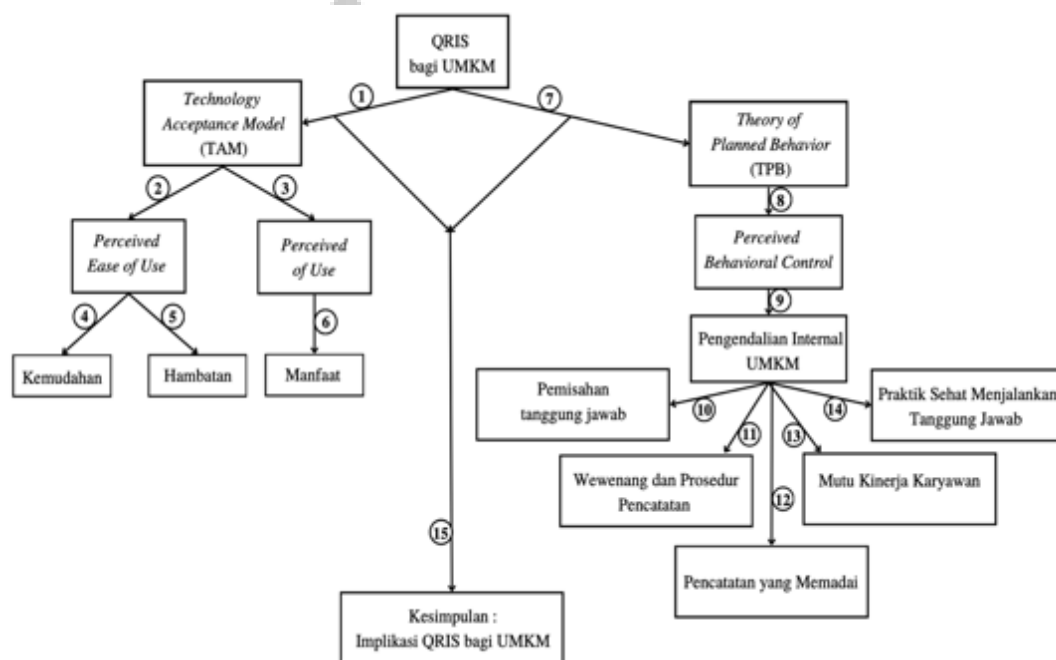 QRIS
bagi UMKM
1
7
Technology
Acceptance Model
(TAM)
Theory of
Planned Behavior
(TPB)
2
3
8
Perceived
Ease of Use
Perceived
of Use
Perceived
Behavioral Control
4
5
6
9
Kemudahan
Hambatan
Manfaat
Pengendalian Internal
UMKM
Pemisahan
tanggung jawab
10
11
12
13
14
Praktik Sehat Menjalankan
Tanggung Jawab
Wewenang dan Prosedur
Pencatatan
Mutu Kinerja Karyawan
15
Pencatatan yang Memadai
Kesimpulan :
Implikasi QRIS bagi UMKM